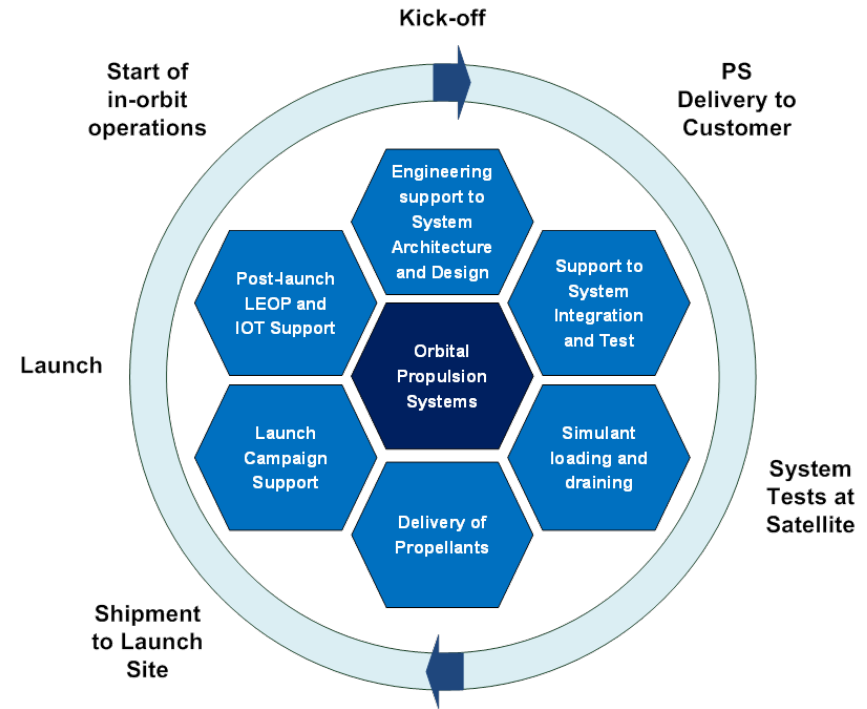 Kick-off
Start of
in-orbit
operations
PS
Delivery to
Customer
Engineering
support to
System
Architecture
and Design
Post-launch
LEOP and
IOT Support
Support to
System
Integration
and Test
Orbital
Propulsion
Systems
Launch
Launch
Campaign
Support
Simulant
loading and
draining
System
Tests at
Satellite
Delivery of
Propellants
Shipment
to Launch
Site